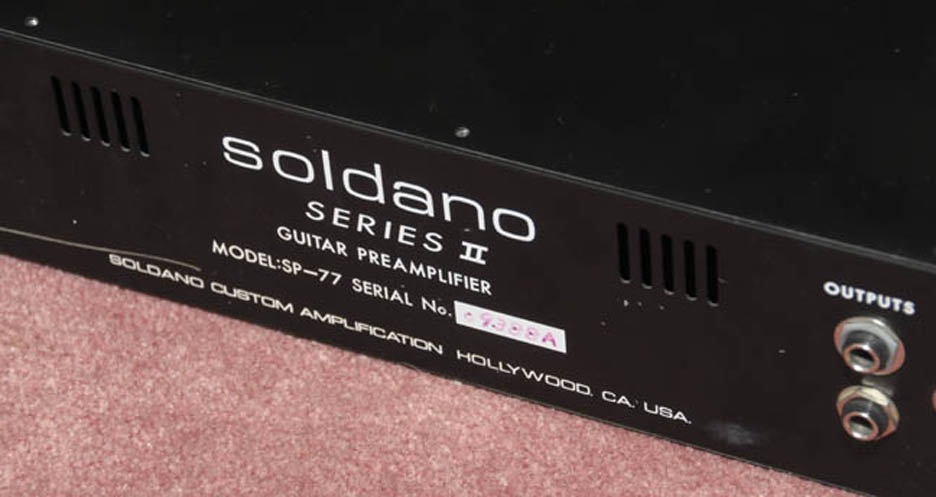 soldano
SERIES II
GUITAR PREAMPLIFIER
MODEL:SP-77 SERIAL No.
SOLDANO CUSTOM AMPLIFICATION HOLLYWOOD, CA. USA.
OUTPUTS